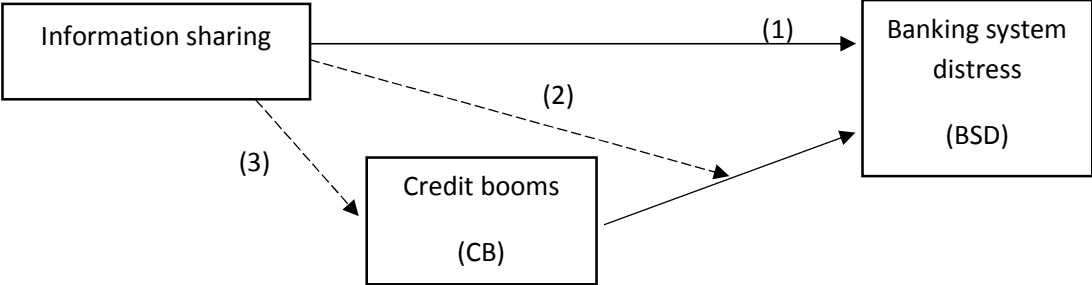 Information sharing
(1)
Banking system
distress
(BSD)
(2)
(3)
Credit booms
(CB)